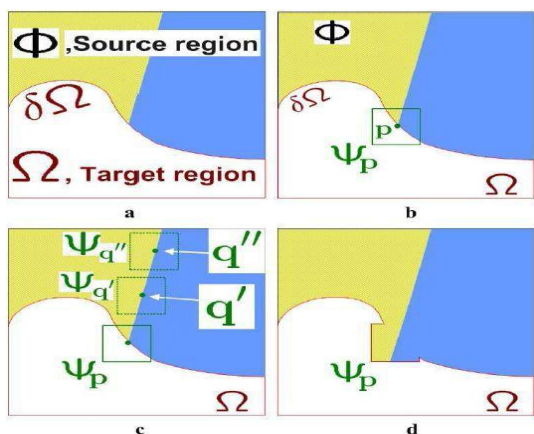 Φ ,Source region
δΩ
Ω, Target region
a
Φ
δΩ
p
Ψp
Ω
b
Ψq'' q''
Ψq' q'
Ψp
Ω
c
Ψp
Ω
d